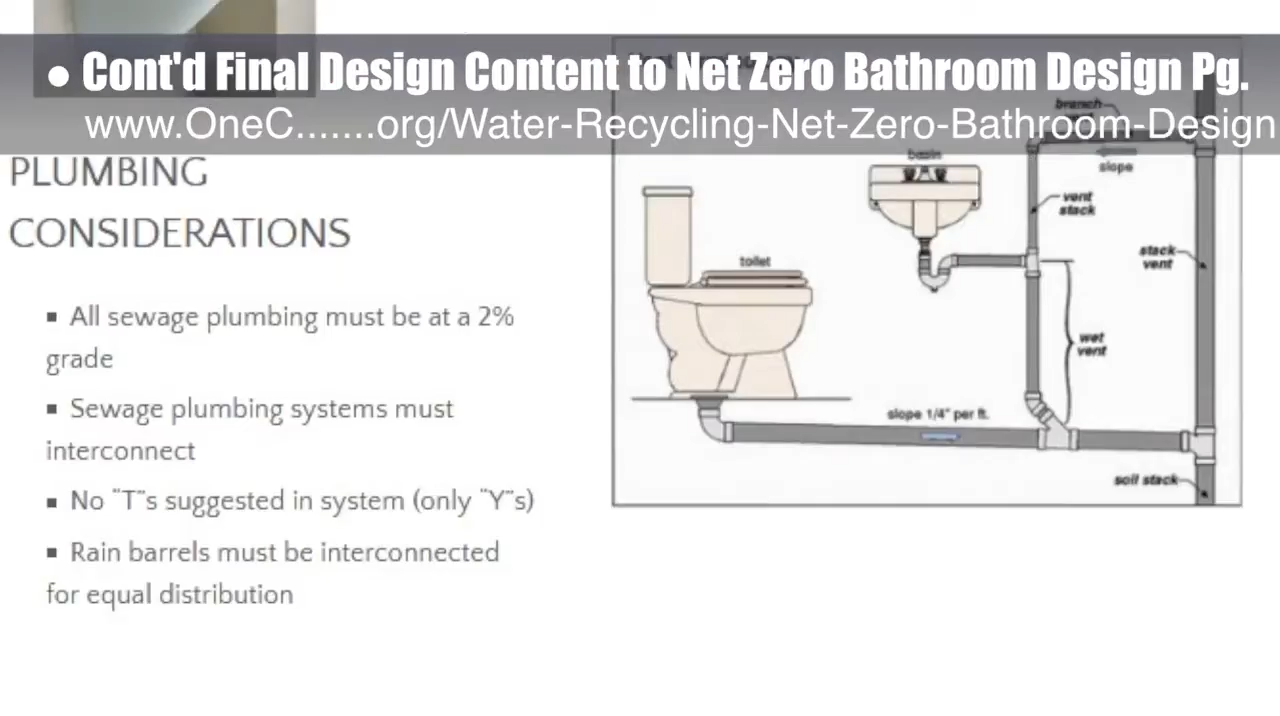 ● Cont'd Final Design Content to Net Zero Bathroom Design Pg.
www.OneC.......org/Water-Recycling-Net-Zero-Bathroom-Design
PLUMBING
CONSIDERATIONS
▪ All sewage plumbing must be at a 2%
grade
▪ Sewage plumbing systems must
interconnect
▪ No "T"s suggested in system (only "Y"s)
▪ Rain barrels must be interconnected
for equal distribution
branch
basin
slope
vent
stack
stack
vent
toilet
wet
vent
slope 1/4" per ft.
soil stack